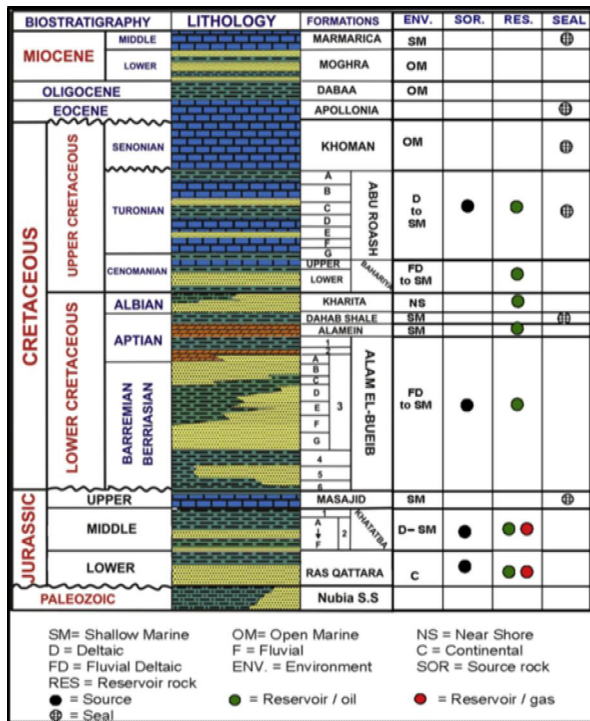 BIOSTRATIGRAPHY LITHOLOGY FORMATIONS ENV. SOR. RES. SEAL
MIOCENE MIDDLE MARMARICA SM
LOWER MOGHRA OM
OLIGOCENE DABAA OM
EOCENE APOLLONIA
CRETACEOUS UPPER CRETACEOUS SENONIAN KHOMAN OM
TURONIAN A B C D E F G ABU ROASH D to SM
CENOMANIAN UPPER LOWER BAHARIYA FD to SM
LOWER CRETACEOUS ALBIAN KHARITA NS
APTIAN DAHAB SHALE SM
ALAMEIN SM
1
2
BARREMIAN BERRIASIAN A B C D E F G 3 ALAM EL-BUEIB FD to SM
4
5
6
JURASSIC UPPER MASAJID SM
MIDDLE 1 A F 2 KHATATBA D–SM
LOWER RAS QATTARA C
PALEOZOIC Nubia S.S
SM= Shallow Marine OM= Open Marine NS = Near Shore
D = Deltaic F = Fluvial C = Continental
FD = Fluvial Deltaic ENV. = Environment SOR = Source rock
RES = Reservoir rock
= Source = Reservoir / oil = Reservoir / gas
= Seal